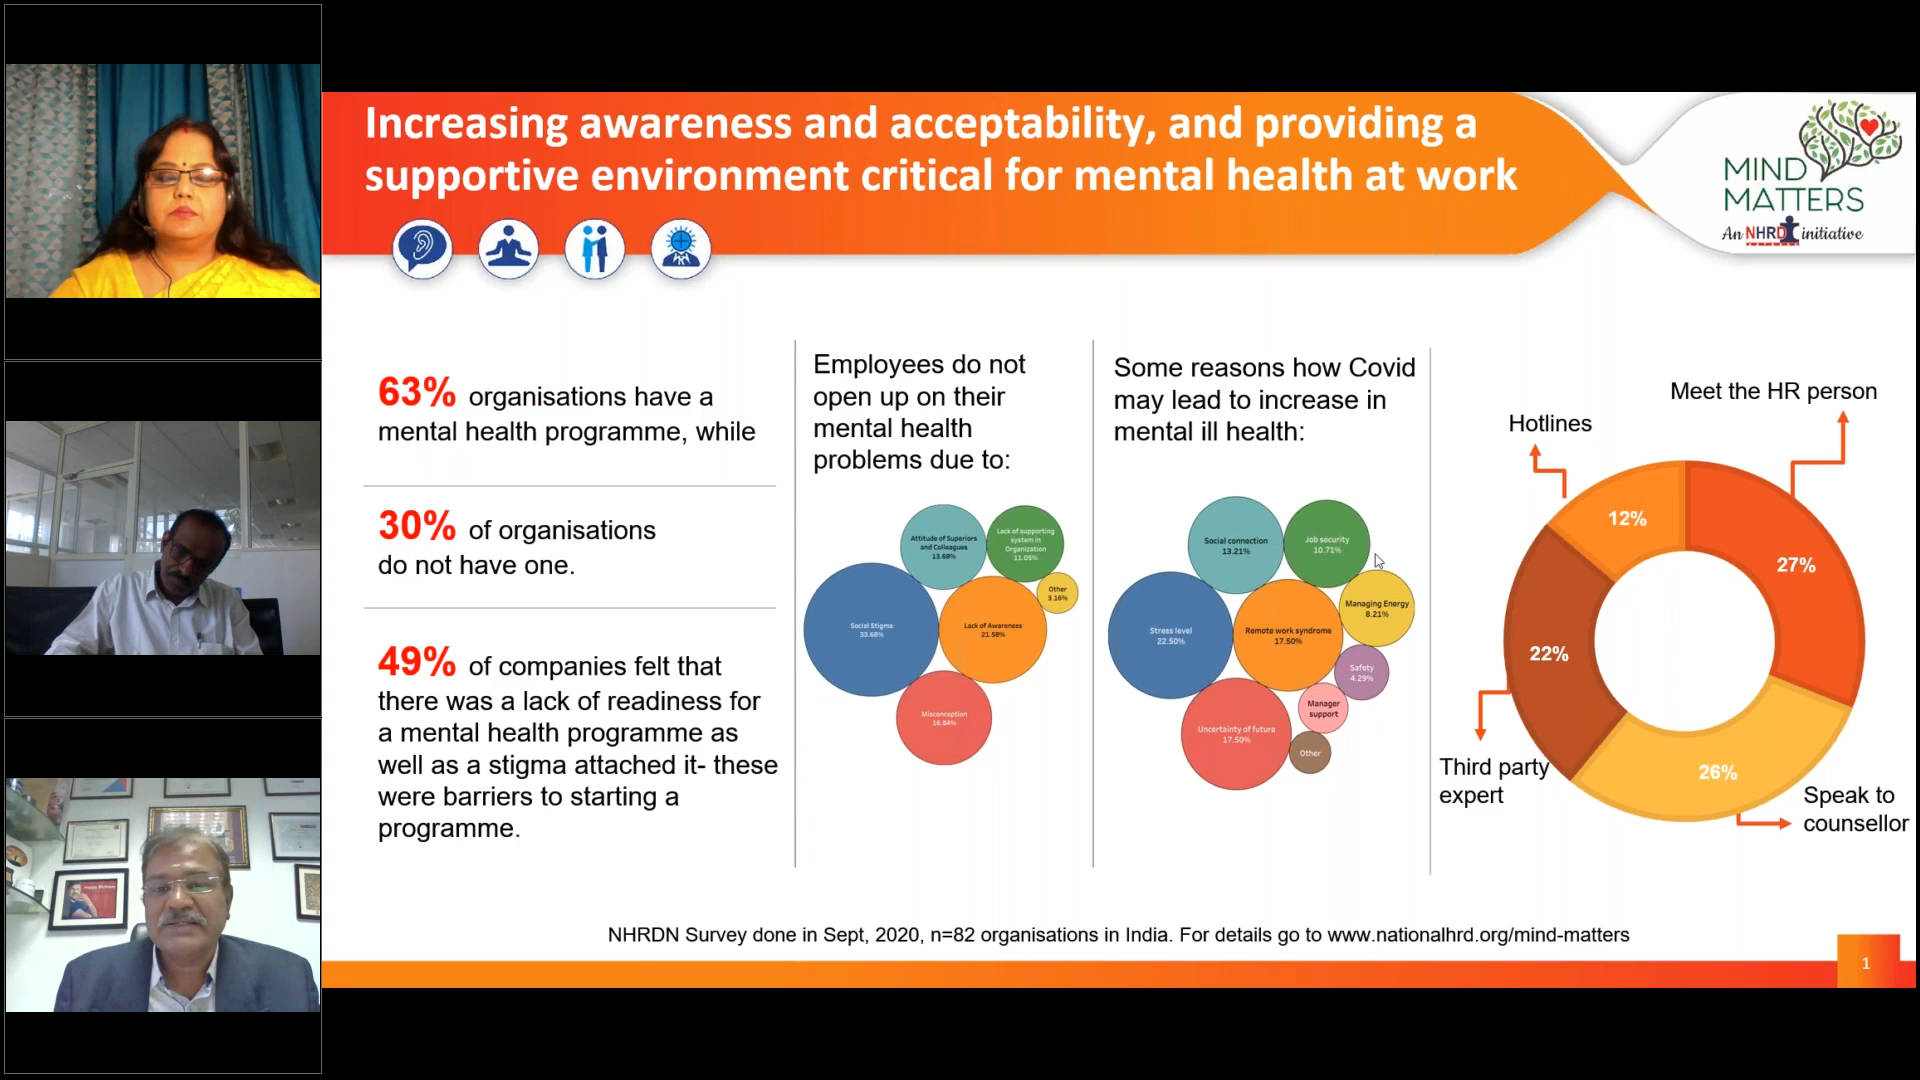 Increasing awareness and acceptability, and providing a
supportive environment critical for mental health at work
MIND
MATTERS
An NHRD initiative
63% organisations have a
mental health programme, while
30% of organisations
do not have one.
49% of companies felt that
there was a lack of readiness for
a mental health programme as
well as a stigma attached it- these
were barriers to starting a
programme.
Employees do not
open up on their
mental health
problems due to:
Attitude of Superiors
and Colleagues
13.68%
Lack of supporting
system in
Organization
11.05%
Other
3.16%
Social Stigma
33.68%
Lack of Awareness
21.58%
Misconception
16.84%
Some reasons how Covid
may lead to increase in
mental ill health:
Social connection
13.21%
Job security
10.71%
Managing Energy
8.21%
Stress level
22.50%
Remote work syndrome
17.50%
Safety
4.29%
Manager
support
Uncertainty of future
17.50%
Other
Meet the HR person
Hotlines
12%
27%
22%
26%
Third party
expert
Speak to
counsellor
NHRDN Survey done in Sept, 2020, n=82 organisations in India. For details go to www.nationalhrd.org/mind-matters
1